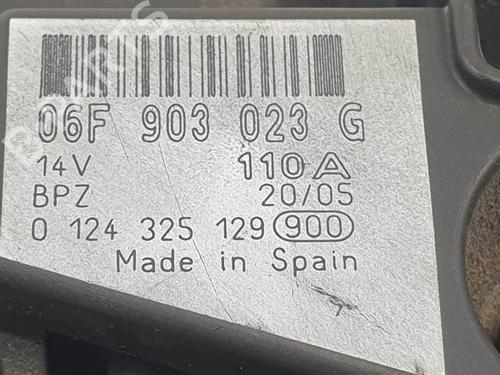 06F 903 023 G
14V 110A
BPZ 20/05
0 124 325 129 900
Made in Spain